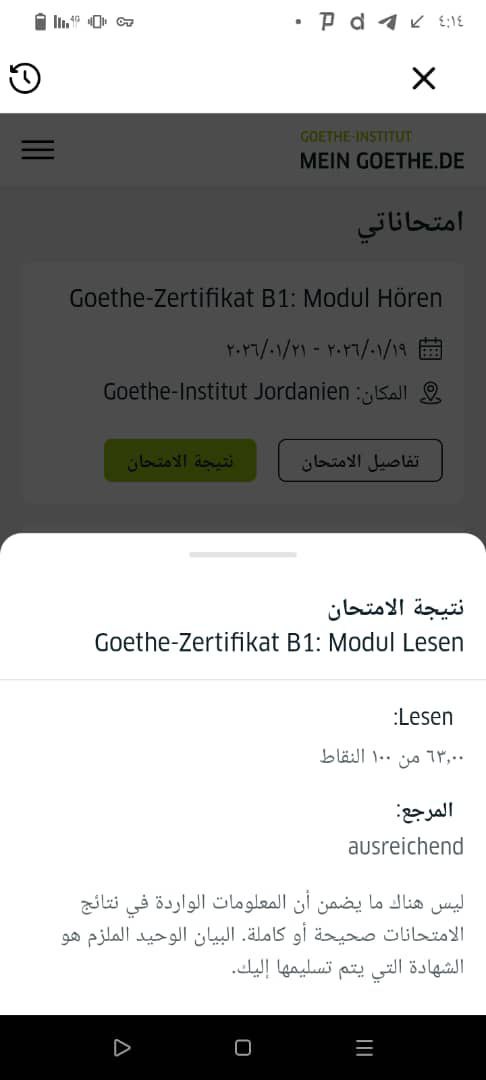 ٤:١٤
4G
GOETHE-INSTITUT
MEIN GOETHE.DE
امتحاناتي
Goethe-Zertifikat B1: Modul Hören
٢٠٢٦/٠١/١٩ - ٢٠٢٦/٠١/٢١
المكان: Goethe-Institut Jordanien
تفاصيل الامتحان
نتيجة الامتحان
نتيجة الامتحان
Goethe-Zertifikat B1: Modul Lesen
Lesen:
٦٣,٠٠ من ١٠٠ النقاط
المرجع:
ausreichend
ليس هناك ما يضمن أن المعلومات الواردة في نتائج
الامتحانات صحيحة أو كاملة. البيان الوحيد الملزم هو
الشهادة التي يتم تسليمها إليك.